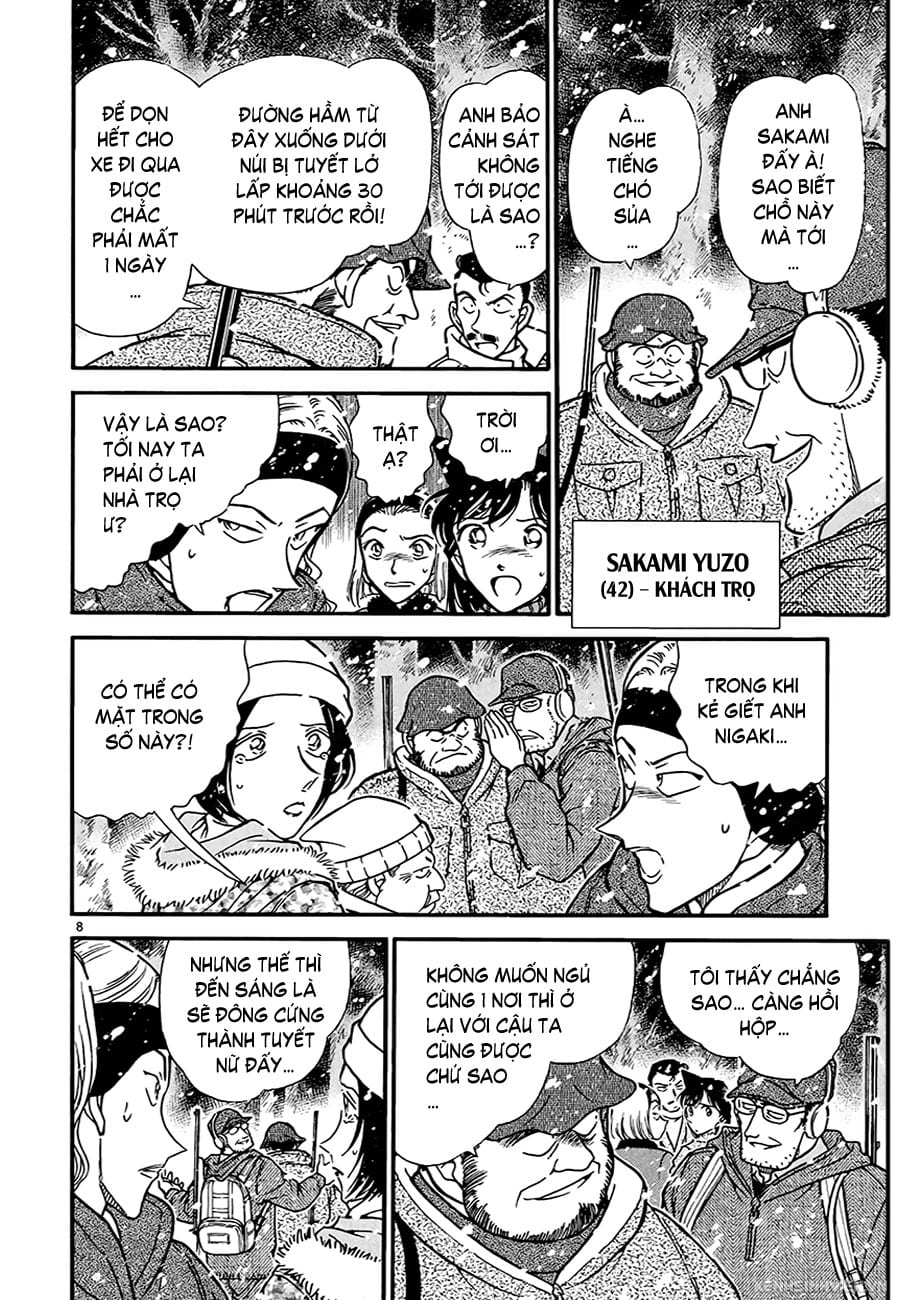 ANH
SAKAMI
ĐẤY À!
SAO BIẾT
CHỖ NÀY
MÀ TỚI
...
À...
NGHE
TIẾNG
CHÓ
SỦA
...
SAKAMI YUZO
(42) – KHÁCH TRỌ
ANH BẢO
CẢNH SÁT
KHÔNG
TỚI ĐƯỢC
LÀ SAO
...?
ĐƯỜNG HẦM TỪ
ĐÂY XUỐNG DƯỚI
NÚI BỊ TUYẾT LỞ
LẤP KHOẢNG 30
PHÚT TRƯỚC RỒI!
ĐỂ DỌN
HẾT CHO
XE ĐI QUA
ĐƯỢC
CHẮC
PHẢI MẤT
1 NGÀY
...
TRỜI
ƠI...
THẬT
Ạ?
VẬY LÀ SAO?
TỐI NAY TA
PHẢI Ở LẠI
NHÀ TRỌ
Ư?
TRONG KHI
KẺ GIẾT ANH
NIGAKI...
CÓ THỂ CÓ
MẶT TRONG
SỐ NÀY?!
8
TÔI THẤY CHẲNG
SAO... CÀNG HỒI
HỘP...
KHÔNG MUỐN NGỦ
CÙNG 1 NƠI THÌ Ở
LẠI VỚI CẬU TA
CŨNG ĐƯỢC
CHỨ SAO
...
NHƯNG THẾ THÌ
ĐẾN SÁNG LÀ
SẼ ĐÔNG CỨNG
THÀNH TUYẾT
NỮ ĐẤY...